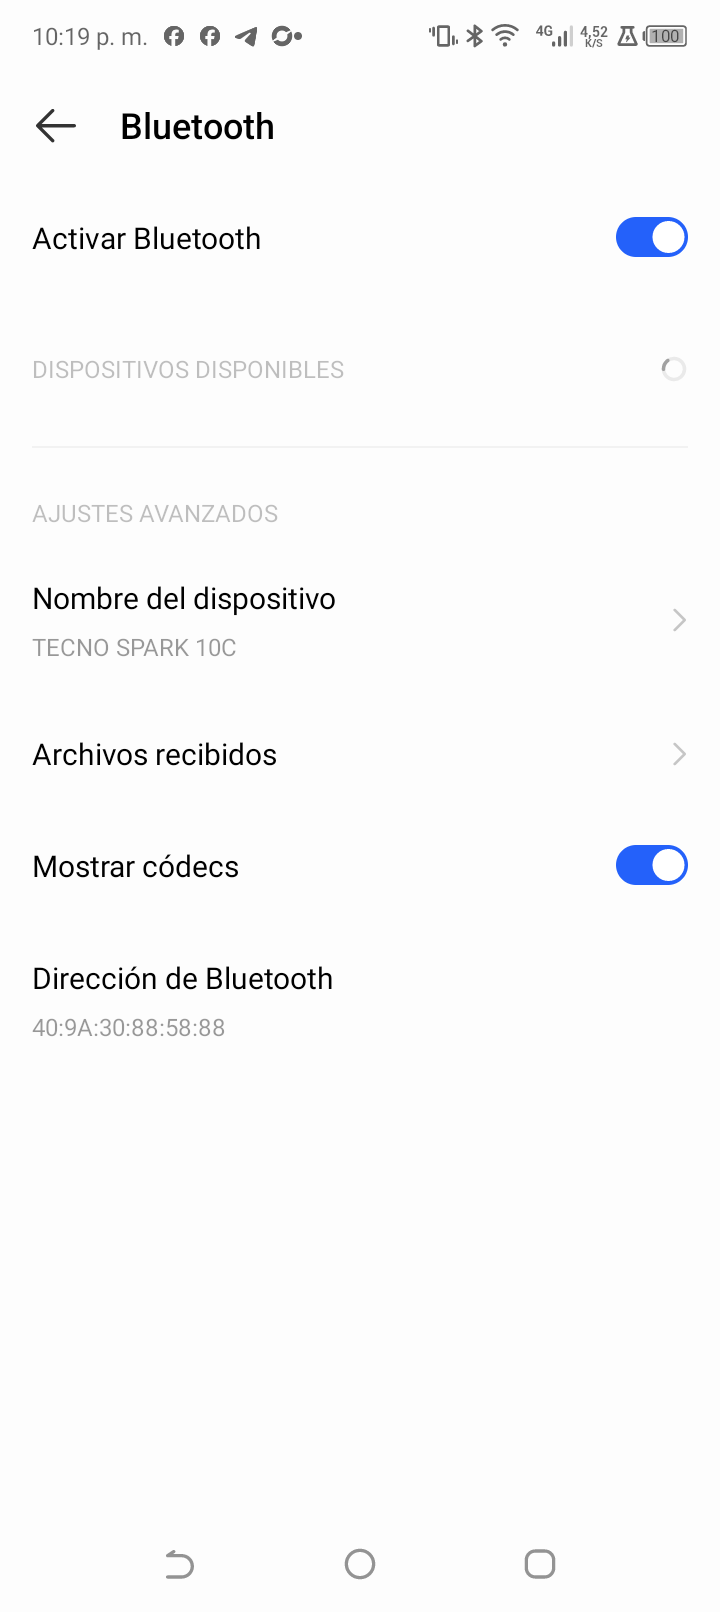 10:19 p. m.
4G 4,52 K/S 100
Bluetooth
Activar Bluetooth
DISPOSITIVOS DISPONIBLES
AJUSTES AVANZADOS
Nombre del dispositivo
TECNO SPARK 10C
Archivos recibidos
Mostrar códecs
Dirección de Bluetooth
40:9A:30:88:58:88